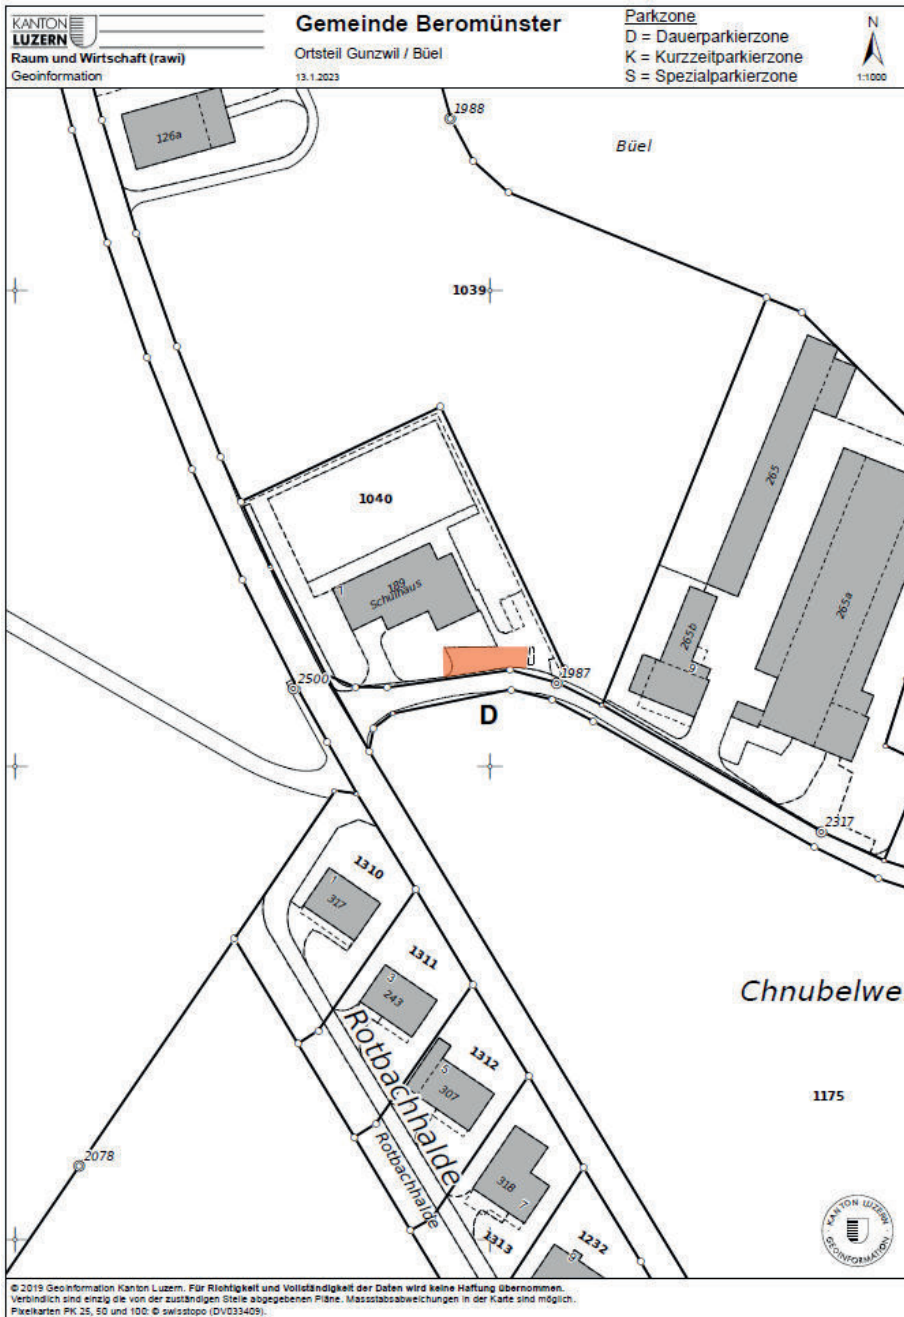 KANTON
LUZERN
Raum und Wirtschaft (rawi)
Geoinformation
Gemeinde Beromünster
Ortsteil Gunzwil / Büel
13.1.2023
Parkzone
D = Dauerparkierzone
K = Kurzzeitparkierzone
S = Spezialparkierzone
N
1:1000
126a
1988
Büel
1039
1040
265
189
Schulhaus
1
265a
265b
9
2500
1987
D
2317
1310
1
317
1311
3
243
Chnubelwe
Rotbachhalde
1312
5
307
1175
2078
Rotbachhalde
318
7
1313
1232
9
KANTON LUZERN
GEOINFORMATION
© 2019 Geoinformation Kanton Luzern. Für Richtigkeit und Vollständigkeit der Daten wird keine Haftung übernommen.
Verbindlich sind einzig die von der zuständigen Stelle abgegebenen Pläne. Massstabsabweichungen in der Karte sind möglich.
Pixelkarten PK 25, 50 und 100: © swisstopo (DV033409).